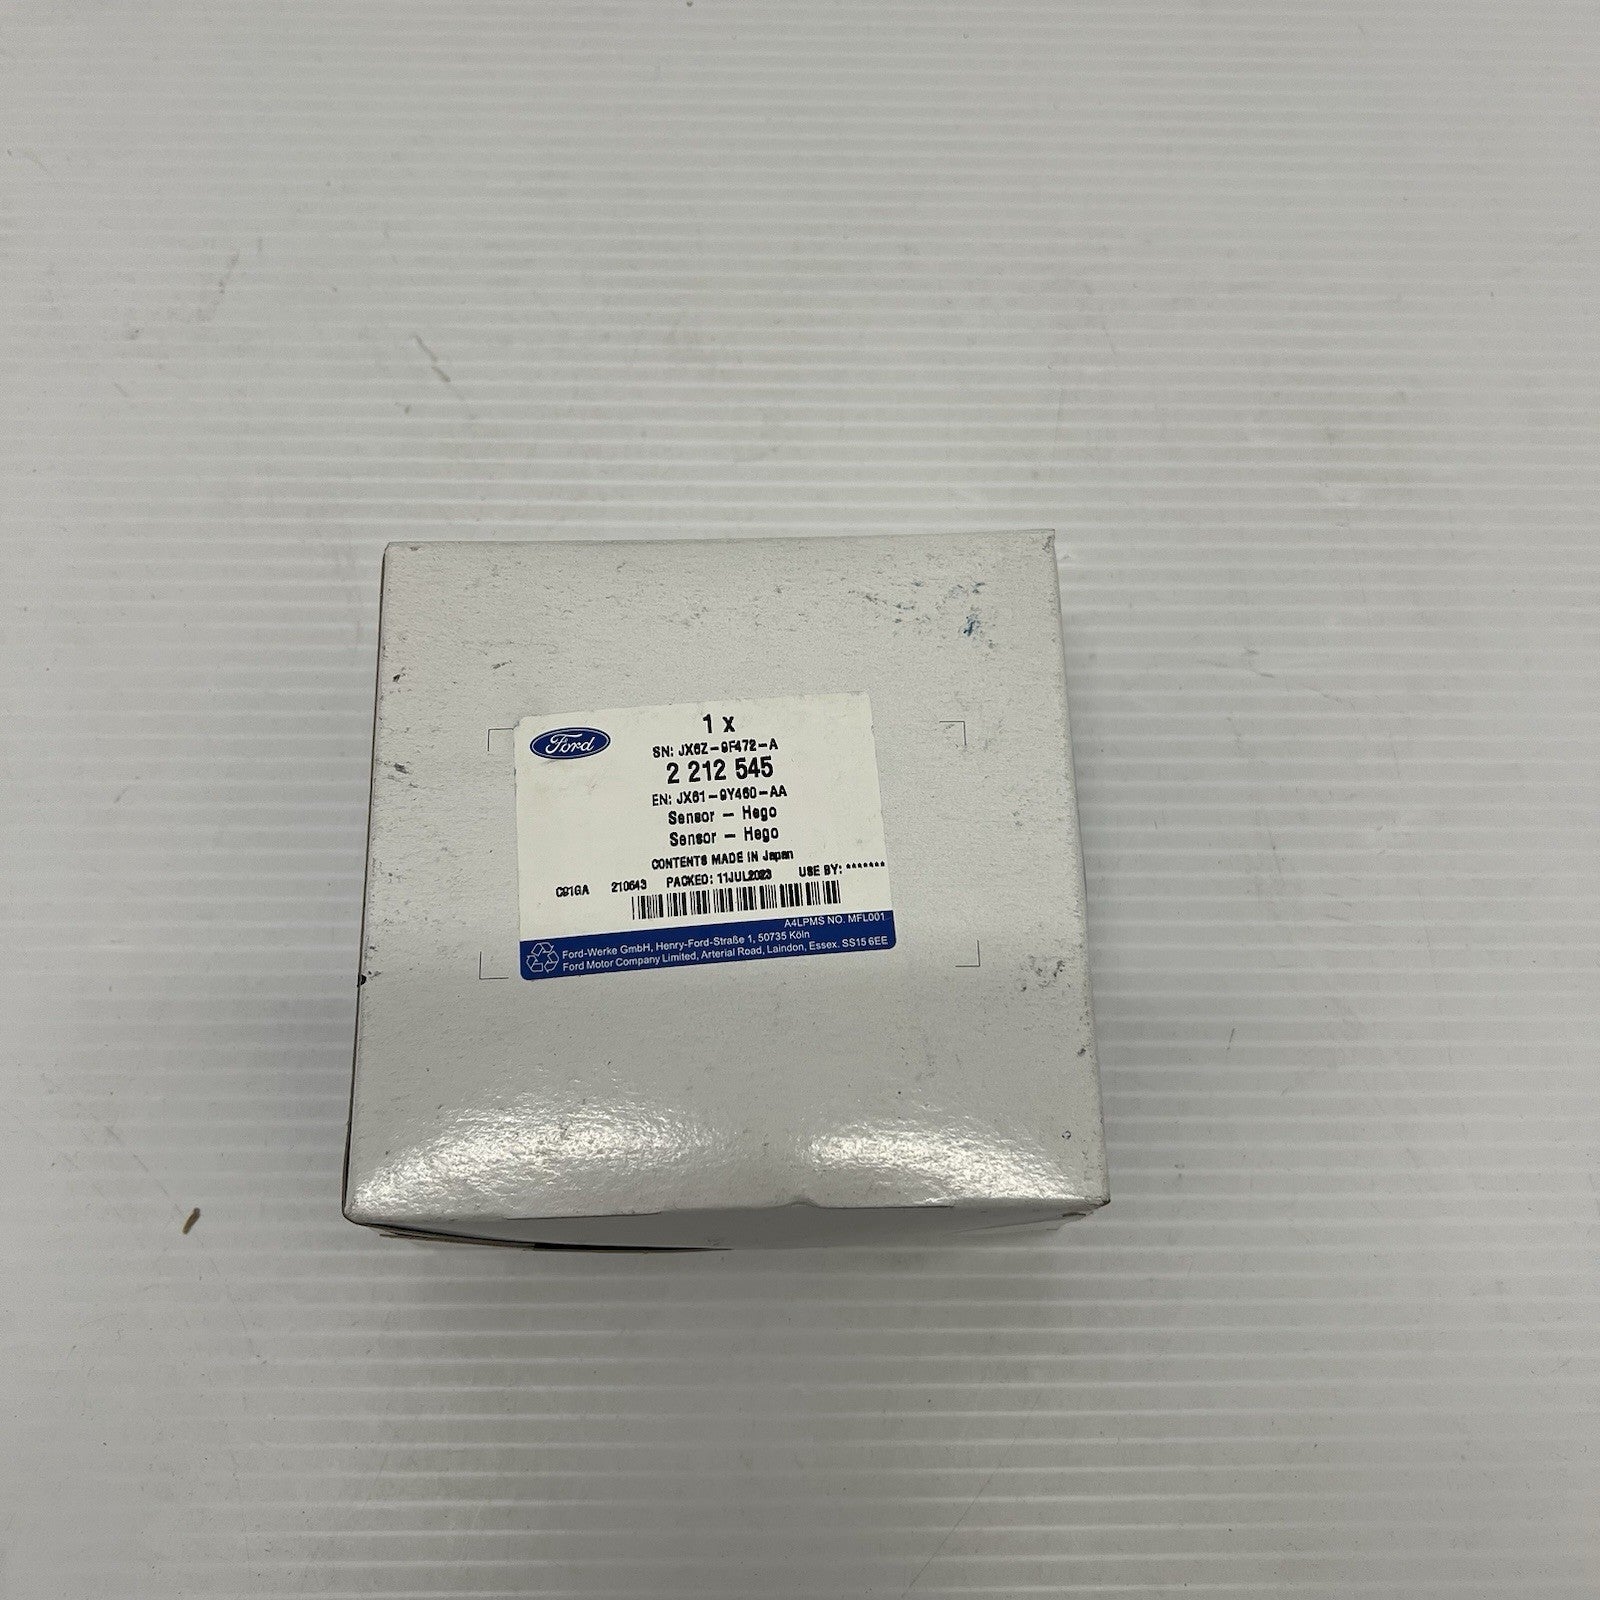 Ford
1 x
SN: JX6Z-9F472-A
2 212 545
EN: JX61-9Y460-AA
Sensor - Hego
Sensor - Hego
CONTENTS MADE IN Japan
C91GA 210643 PACKED: 11JUL2023 USE BY: *******
A4LPMS NO. MFL001
Ford-Werke GmbH, Henry-Ford-Straße 1, 50735 Köln
Ford Motor Company Limited, Arterial Road, Laindon, Essex. SS15 6EE